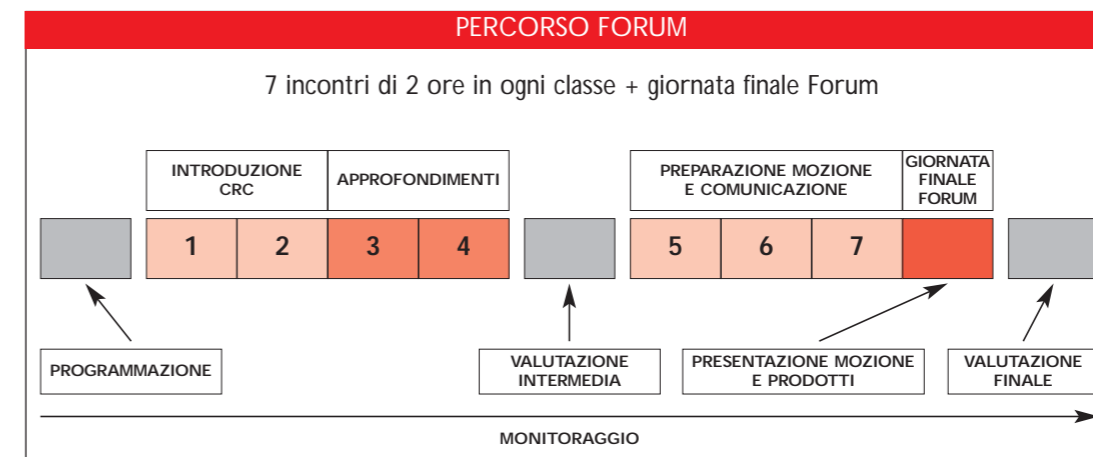 PERCORSO FORUM
7 incontri di 2 ore in ogni classe + giornata finale Forum
INTRODUZIONE
CRC
APPROFONDIMENTI
PREPARAZIONE MOZIONE
E COMUNICAZIONE
GIORNATA
FINALE
FORUM
1
2
3
4
5
6
7
PROGRAMMAZIONE
VALUTAZIONE
INTERMEDIA
PRESENTAZIONE MOZIONE
E PRODOTTI
VALUTAZIONE
FINALE
MONITORAGGIO